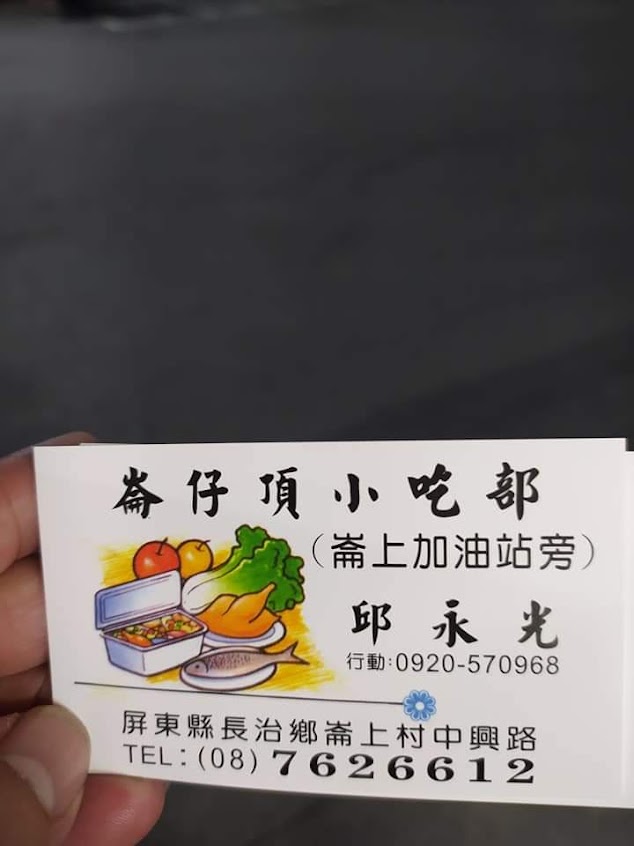 崙仔頂小吃部
（崙上加油站旁）
邱永光
行動:0920-570968
屏東縣長治鄉崙上村中興路
TEL：(08)7626612